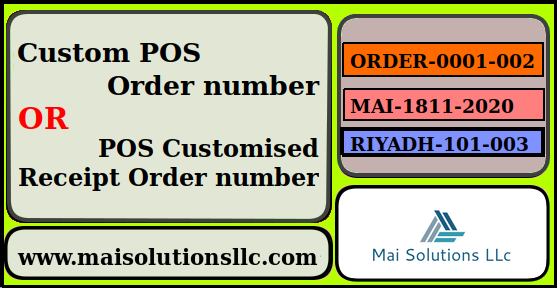 Custom POS
Order number
OR
POS Customised
Receipt Order number
www.maisolutionsllc.com
ORDER-0001-002
MAI-1811-2020
RIYADH-101-003
Mai Solutions LLc